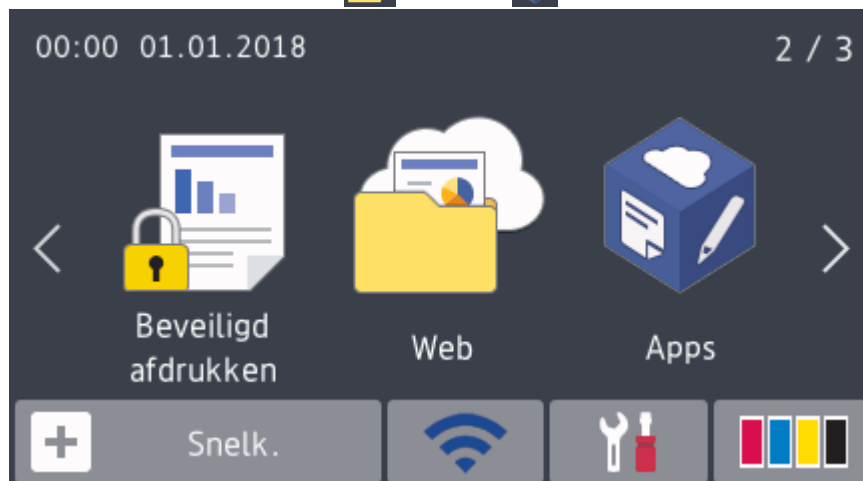 00:00 01.01.2018
2 / 3
Beveiligd
afdrukken
Web
Apps
Snelk.